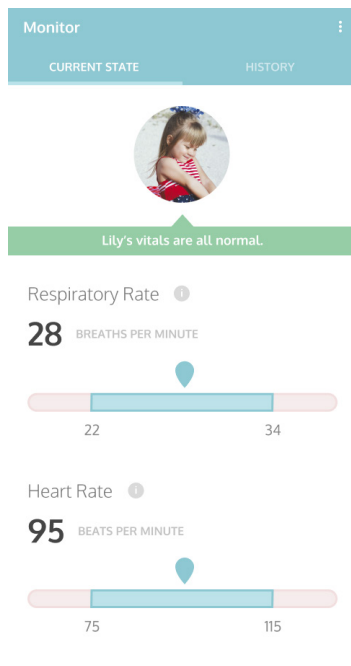 Monitor
CURRENT STATE HISTORY
Lily's vitals are all normal.
Respiratory Rate i
28 BREATHS PER MINUTE
22 34
Heart Rate i
95 BEATS PER MINUTE
75 115